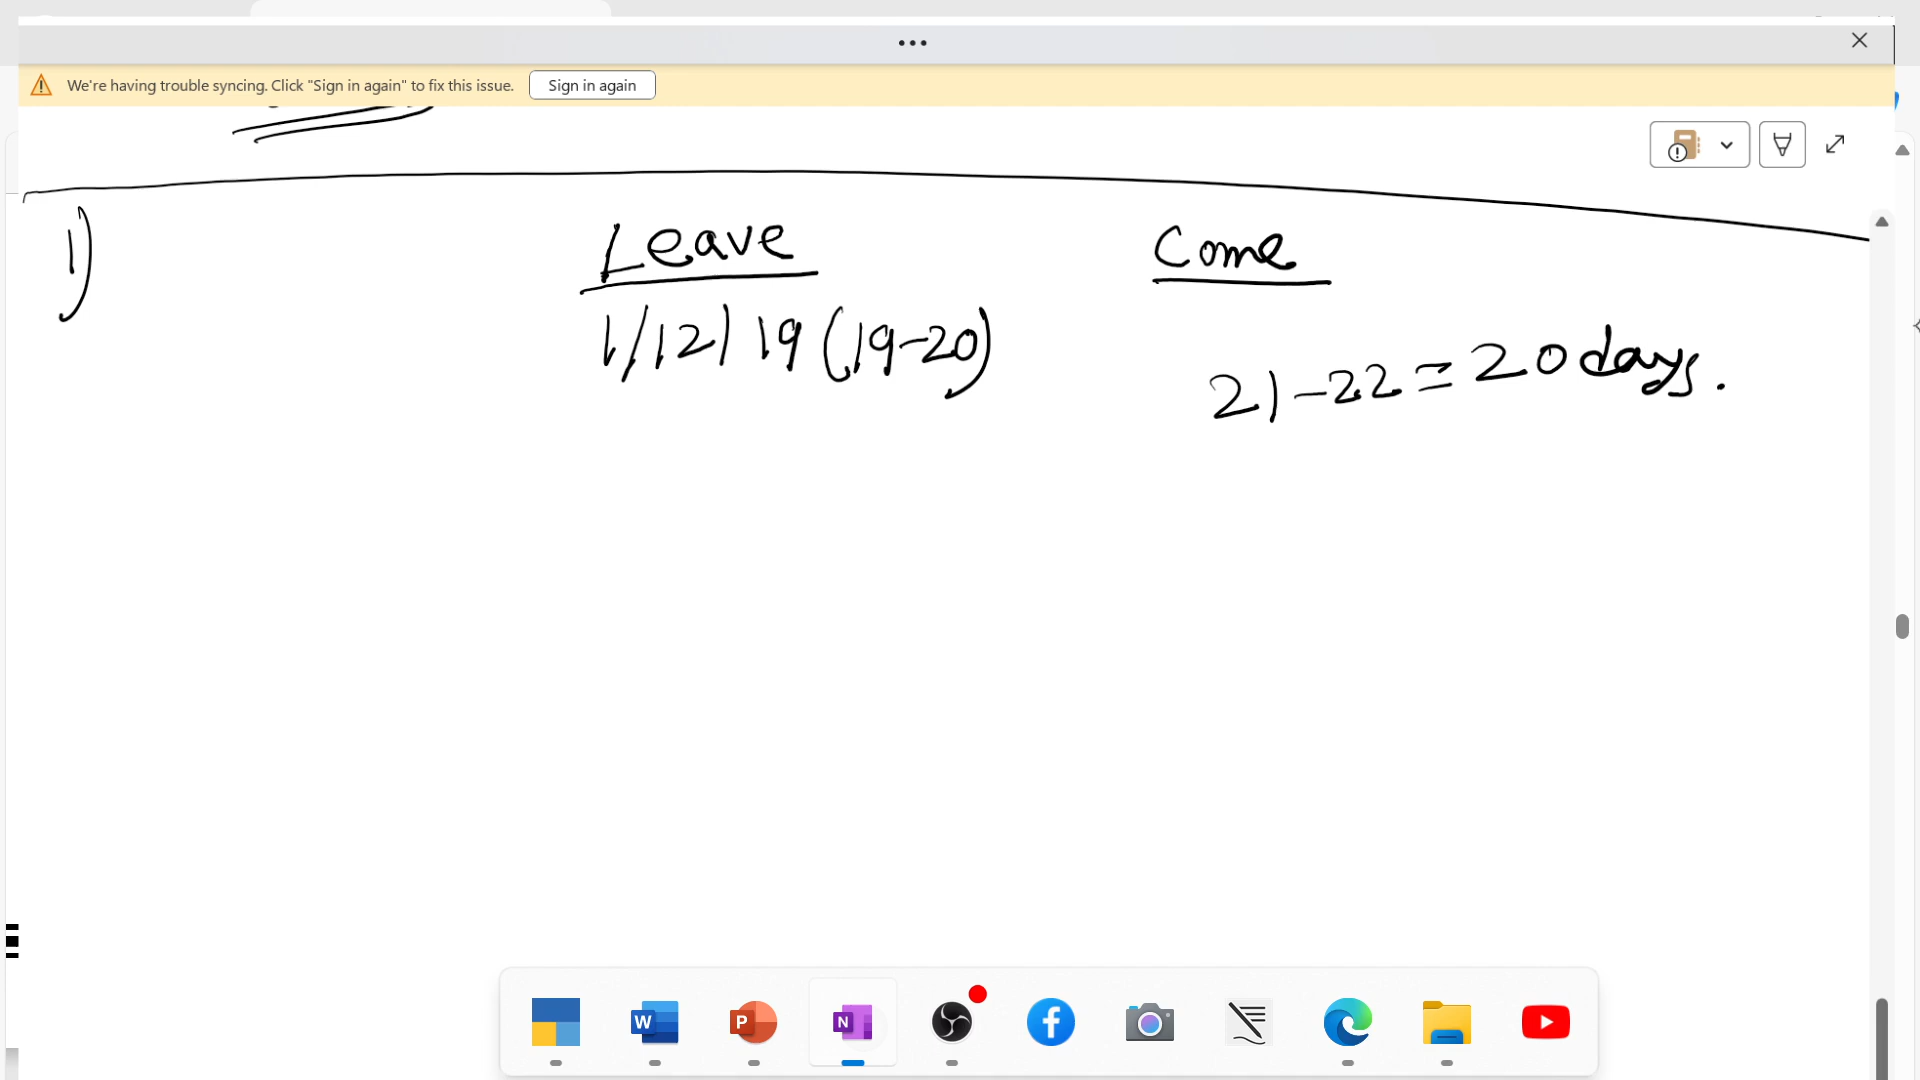 We're having trouble syncing. Click "Sign in again" to fix this issue. Sign in again
1) Leave Come
1/12/19 (19-20)
21-22 = 20 days.